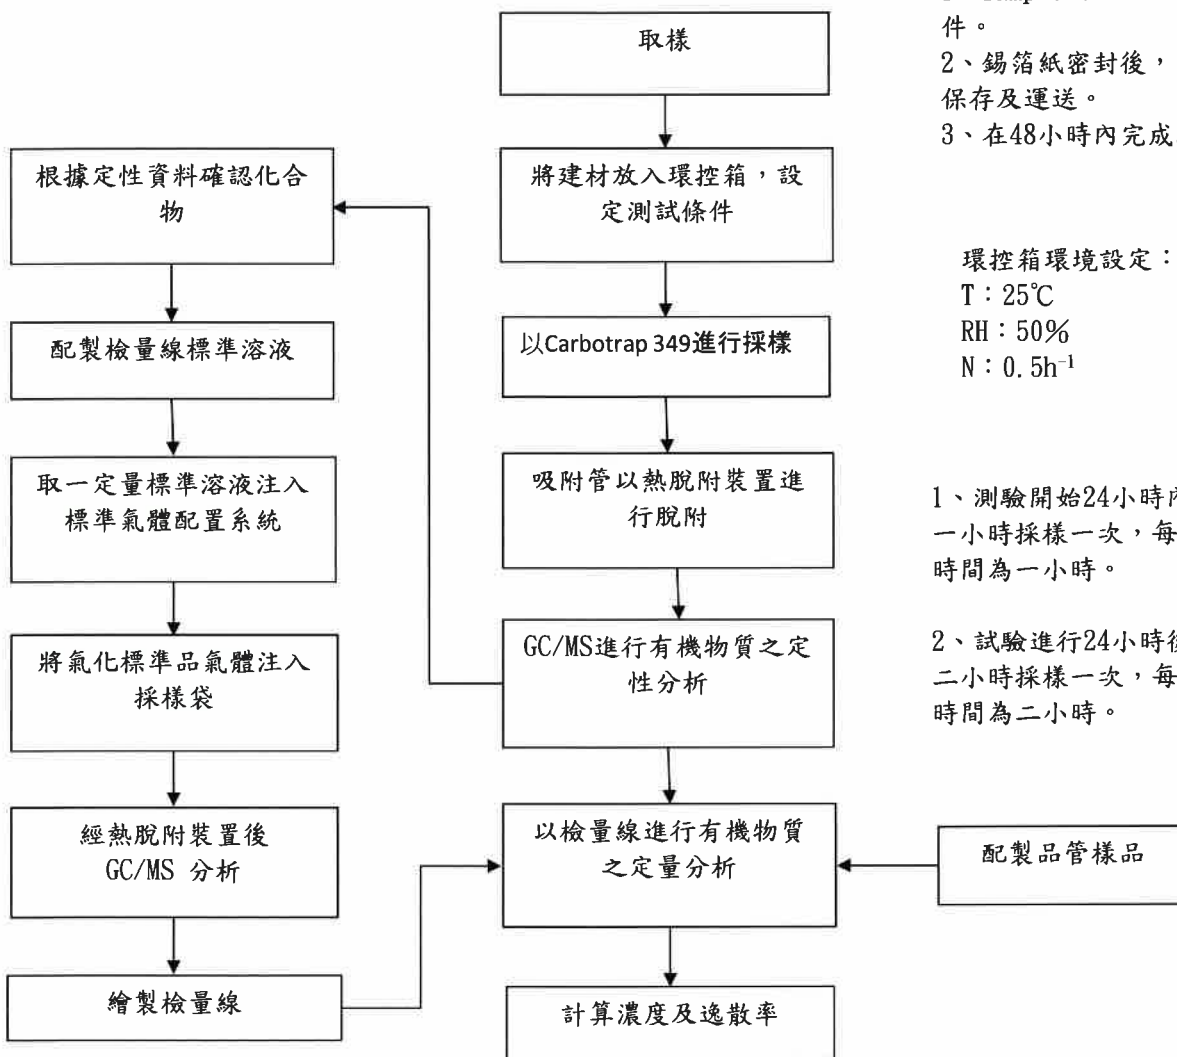 取樣
件。
2、錫箔紙密封後，
保存及運送。
3、在48小時內完成
根據定性資料確認化合
物
將建材放入環控箱，設
定測試條件
環控箱環境設定：
T：25℃
RH：50%
N：0.5h⁻¹
配製檢量線標準溶液
以Carbotrap 349進行採樣
取一定量標準溶液注入
標準氣體配置系統
吸附管以熱脫附裝置進
行脫附
1、測驗開始24小時內
一小時採樣一次，每
時間為一小時。
將氣化標準品氣體注入
採樣袋
GC/MS進行有機物質之定
性分析
2、試驗進行24小時後
二小時採樣一次，每
時間為二小時。
經熱脫附裝置後
GC/MS 分析
以檢量線進行有機物質
之定量分析
配製品管樣品
繪製檢量線
計算濃度及逸散率